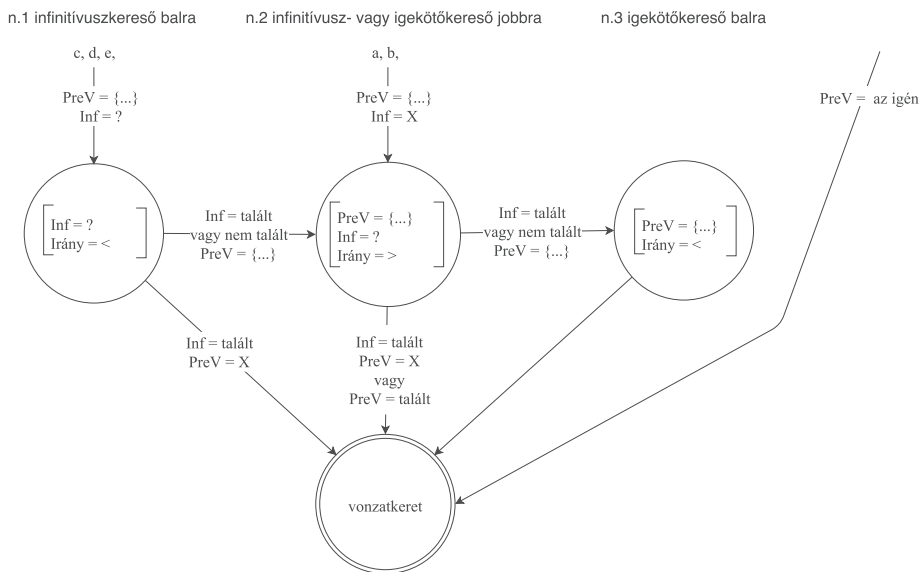 n.1 infinitívuszkereső balra
n.2 infinitívusz- vagy igekötőkereső jobbra
n.3 igekötőkereső balra
c, d, e,
PreV = {...}
Inf = ?
a, b,
PreV = {...}
Inf = X
PreV = az igén
Inf = ?
Irány = <
Inf = talált
vagy nem talált
PreV = {...}
PreV = {...}
Inf = ?
Irány = >
Inf = talált
vagy nem talált
PreV = {...}
PreV = {...}
Irány = <
Inf = talált
PreV = X
Inf = talált
PreV = X
vagy
PreV = talált
vonzatkeret